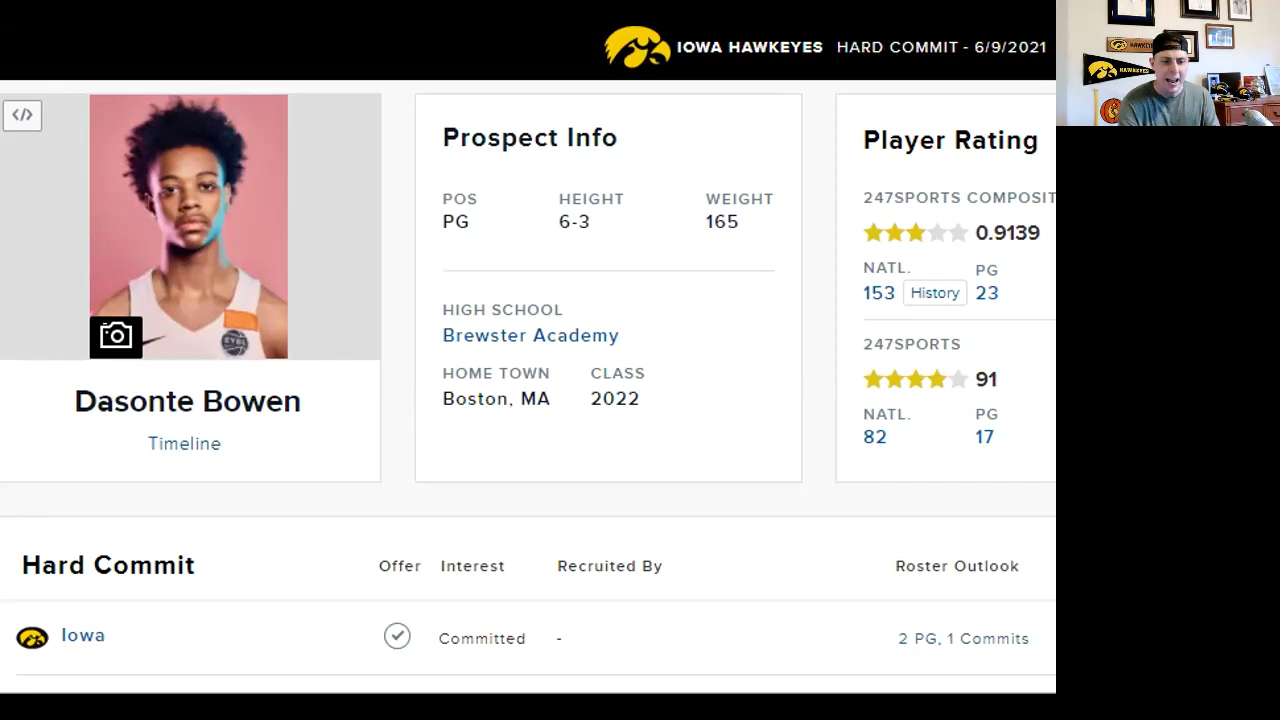 IOWA HAWKEYES HARD COMMIT - 6/9/2021
</>
Dasonte Bowen
Timeline
Prospect Info
POS HEIGHT WEIGHT
PG 6-3 165
HIGH SCHOOL
Brewster Academy
HOME TOWN CLASS
Boston, MA 2022
Player Rating
247SPORTS COMPOSIT
0.9139
NATL. PG
153 History 23
247SPORTS
91
NATL. PG
82 17
Hard Commit Offer Interest Recruited By Roster Outlook
Iowa Committed - 2 PG, 1 Commits
EYBL
HAWKEYES